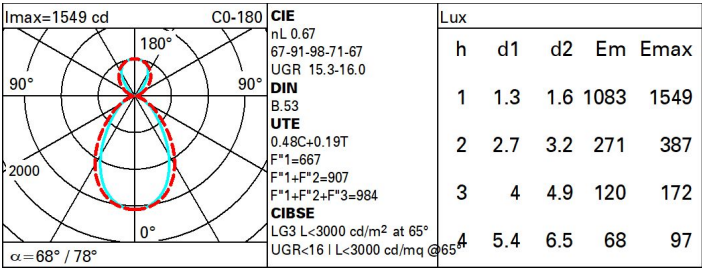 Imax=1549 cd C0-180
180°
90° 90°
2000
0°
α=68° / 78°
CIE
nL 0.67
67-91-98-71-67
UGR 15.3-16.0
DIN
B.53
UTE
0.48C+0.19T
F"1=667
F"1+F"2=907
F"1+F"2+F"3=984
CIBSE
LG3 L<3000 cd/m² at 65°
UGR<16 | L<3000 cd/mq @65°
Lux
h d1 d2 Em Emax
1 1.3 1.6 1083 1549
2 2.7 3.2 271 387
3 4 4.9 120 172
4 5.4 6.5 68 97